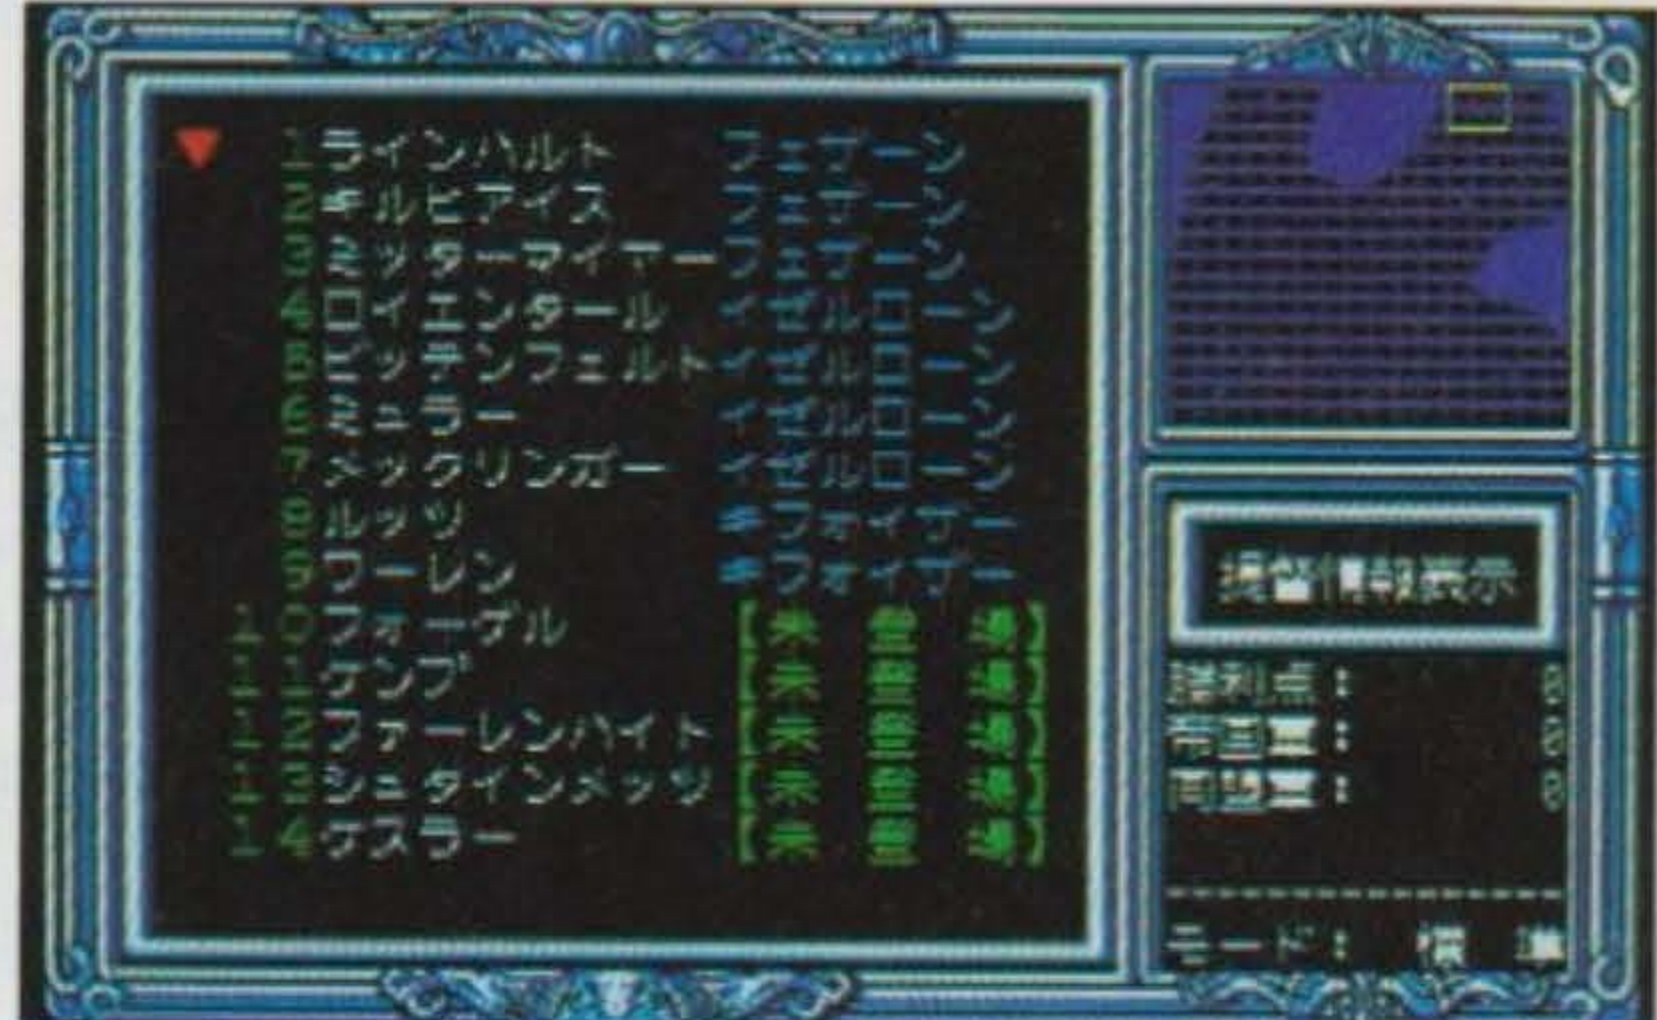 1ラインハルト フェザーン
2キルヒアイス フェザーン
3ミッターマイヤーフェザーン
4ロイエンタール イゼルローン
5ビッテンフェルトイゼルローン
6ミュラー イゼルローン
7メックリンガー イゼルローン
8ルッツ キフォイザー
9ワーレン キフォイザー
10フォーゲル 【未登場】
11ケンプ 【未登場】
12ファーレンハイト 【未登場】
13シュタインメッツ 【未登場】
14ケスラー 【未登場】
提督情報表示
勝利点:
帝国軍:
同盟軍:
モード: 標準